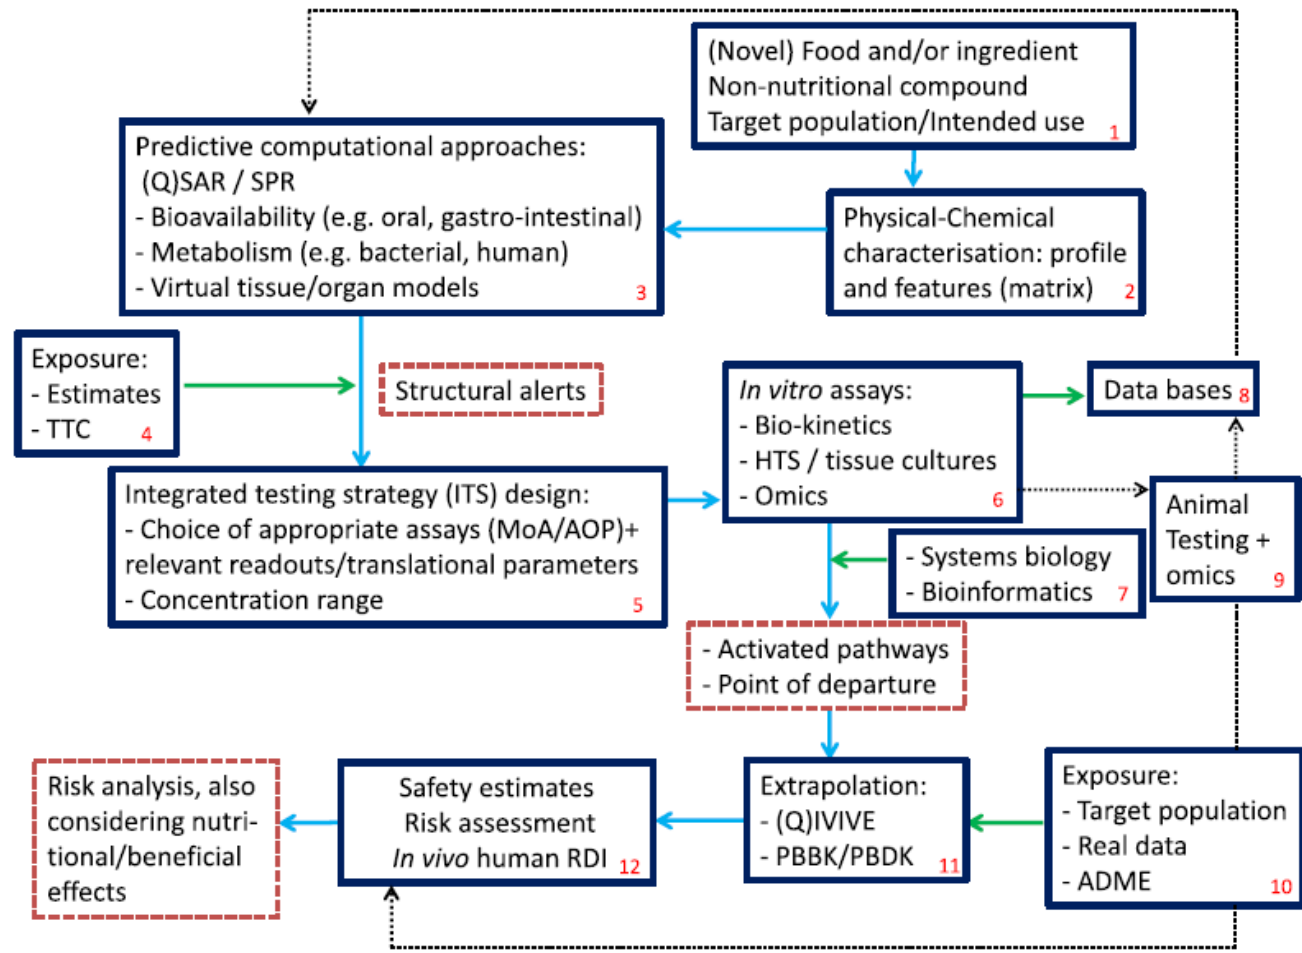 (Novel) Food and/or ingredient
Non-nutritional compound
Target population/Intended use
1
Predictive computational approaches:
(Q)SAR / SPR
- Bioavailability (e.g. oral, gastro-intestinal)
- Metabolism (e.g. bacterial, human)
- Virtual tissue/organ models
3
Physical-Chemical
characterisation: profile
and features (matrix)
2
Exposure:
- Estimates
- TTC
4
Structural alerts
In vitro assays:
- Bio-kinetics
- HTS / tissue cultures
- Omics
6
Data bases
8
Integrated testing strategy (ITS) design:
- Choice of appropriate assays (MoA/AOP)+
relevant readouts/translational parameters
- Concentration range
5
Animal
Testing +
omics
9
- Systems biology
- Bioinformatics
7
- Activated pathways
- Point of departure
Risk analysis, also
considering nutri-
tional/beneficial
effects
Safety estimates
Risk assessment
In vivo human RDI
12
Extrapolation:
- (Q)IVIVE
- PBBK/PBDK
11
Exposure:
- Target population
- Real data
- ADME
10